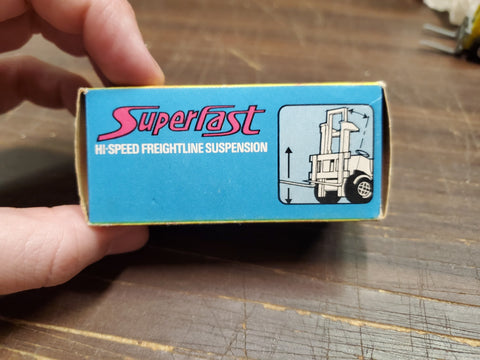 Superfast
HI-SPEED FREIGHTLINE SUSPENSION